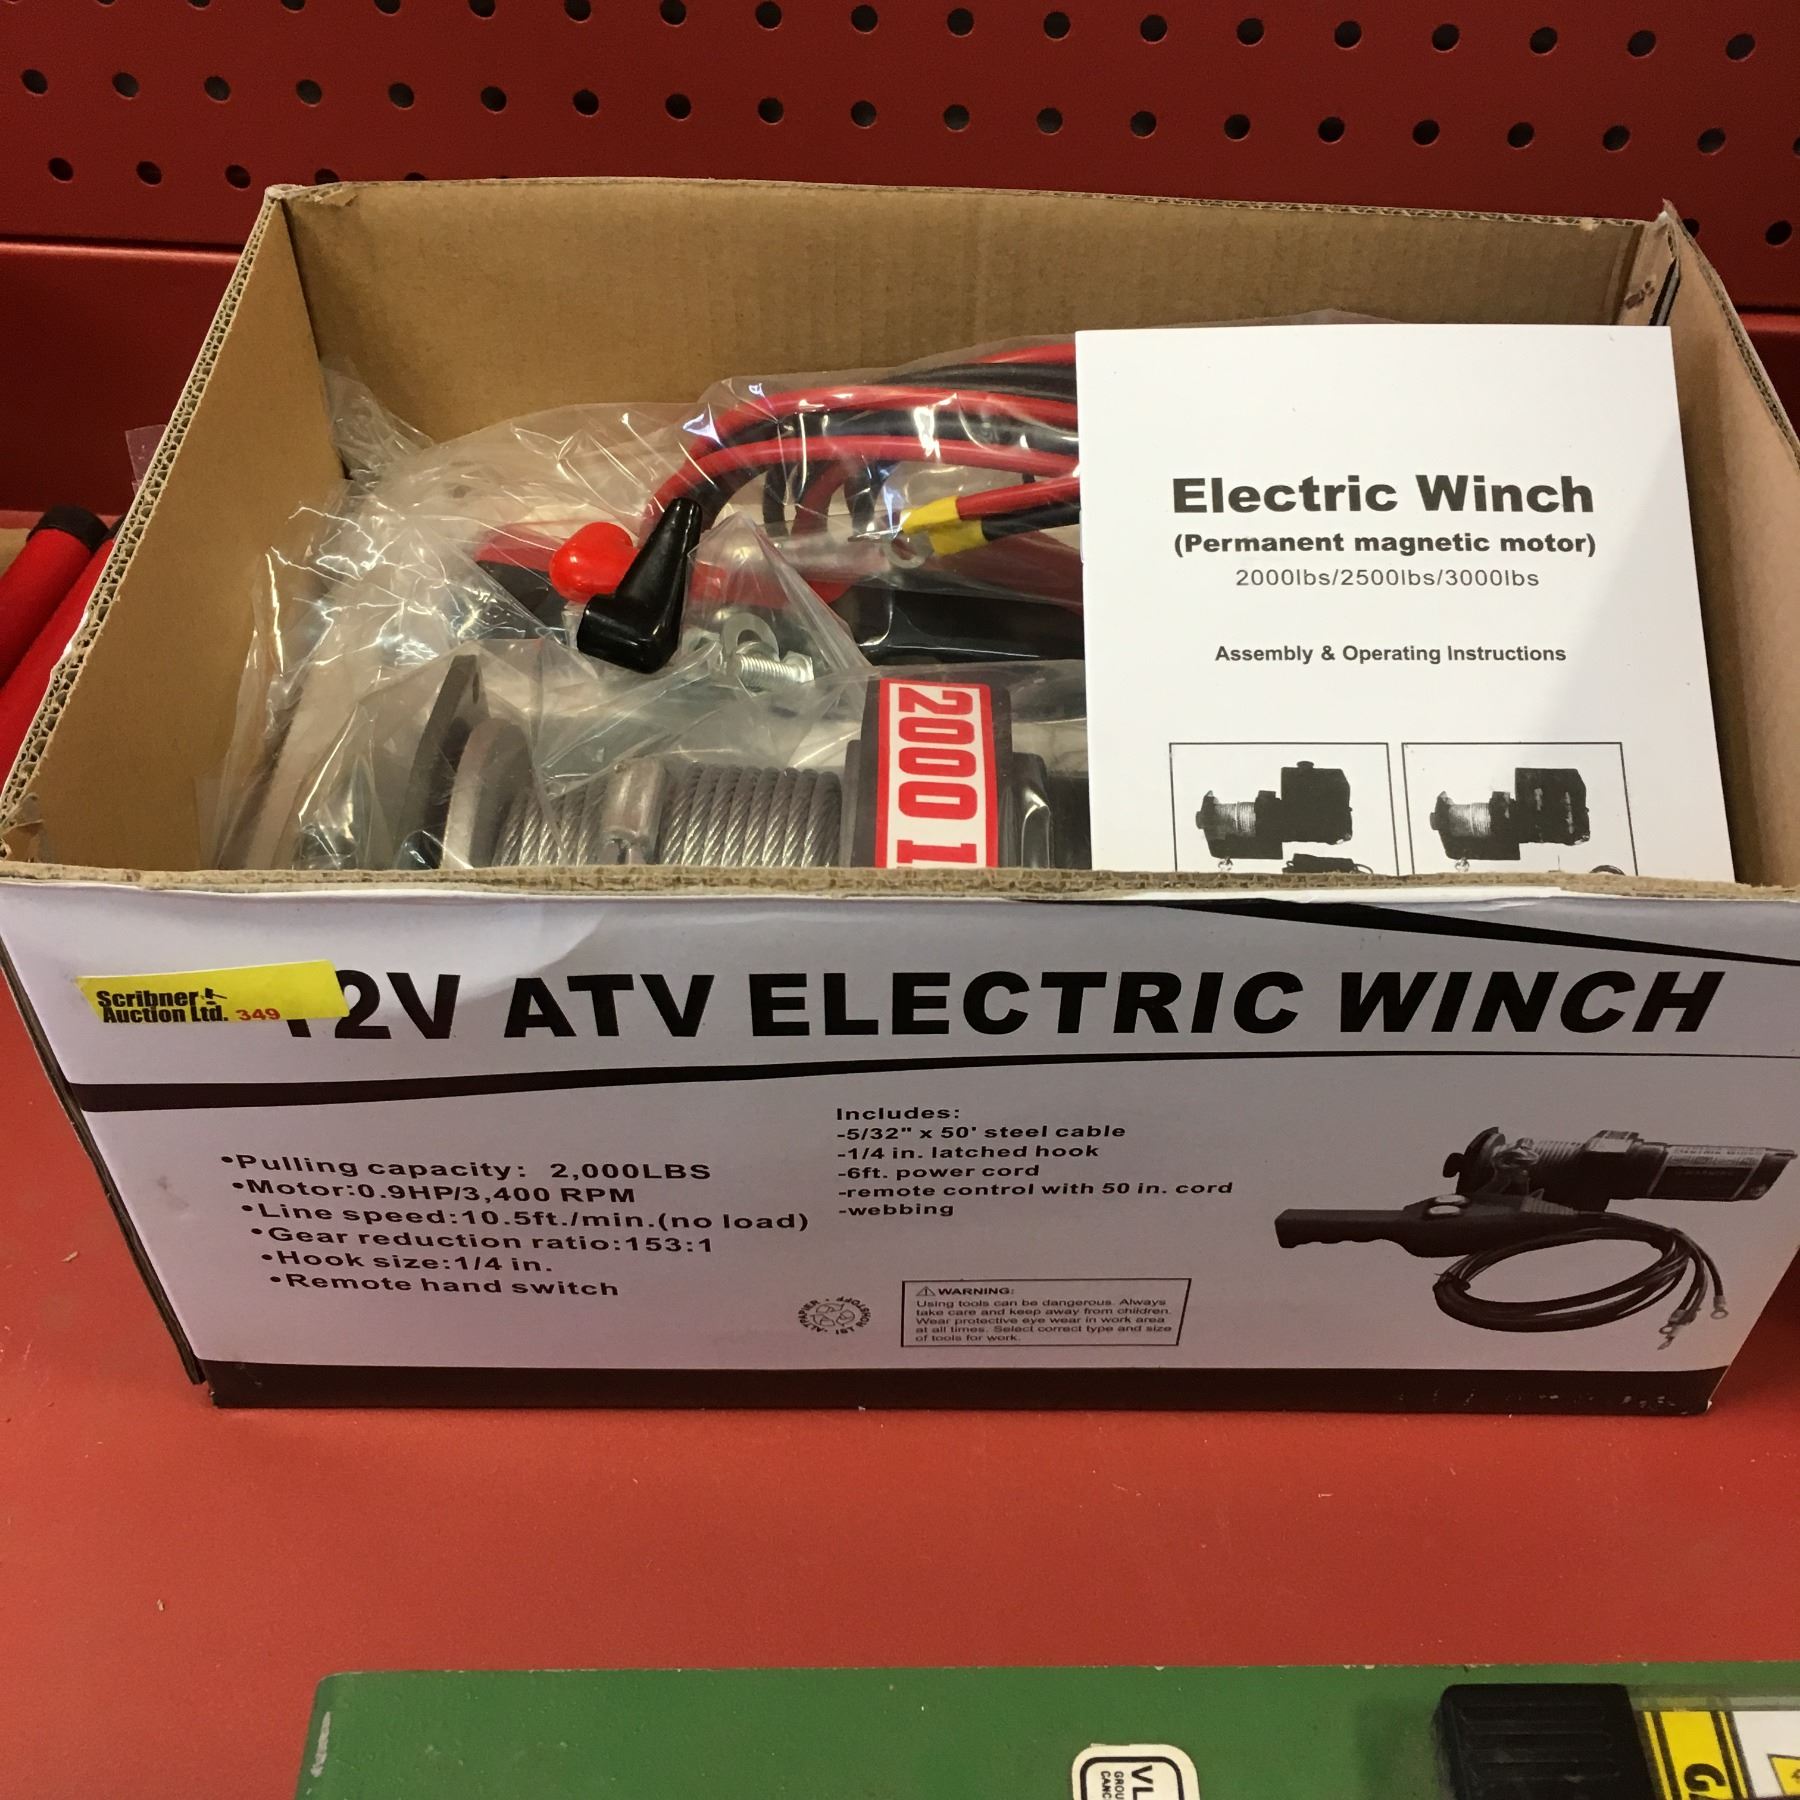 Electric Winch
(Permanent magnetic motor)
2000lbs/2500lbs/3000lbs
Assembly & Operating Instructions
2000
Scribner
Auction Ltd. 349
12V ATV ELECTRIC WINCH
•Pulling capacity: 2,000LBS
•Motor:0.9HP/3,400 RPM
•Line speed:10.5ft./min.(no load)
•Gear reduction ratio:153:1
•Hook size:1/4 in.
•Remote hand switch
Includes:
-5/32" x 50' steel cable
-1/4 in. latched hook
-6ft. power cord
-remote control with 50 in. cord
-webbing
WARNING:
Using tools can be dangerous. Always
take care and keep away from children.
Wear protective eye wear in work area
at all times. Select correct type and size
of tools for work.
ALTPAPIER • IST ROHSTOFF •